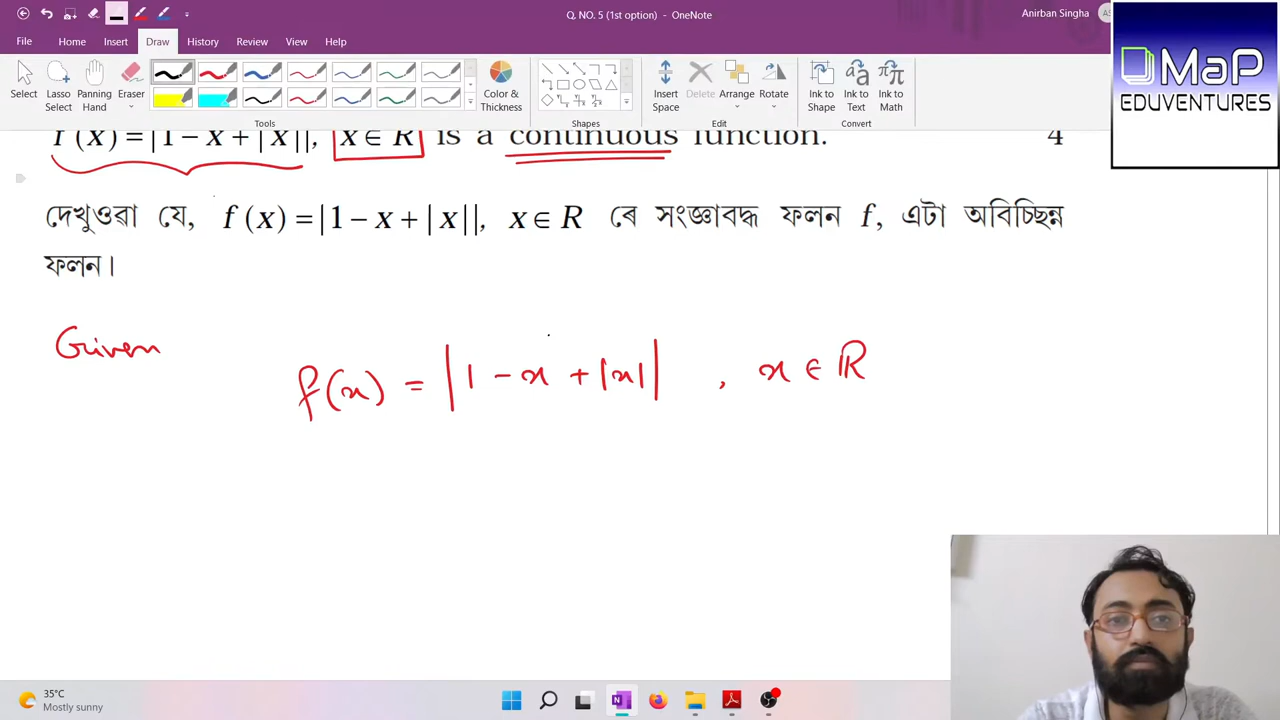 Q. NO. 5 (1st option) - OneNote
Anirban Singha
File Home Insert Draw History Review View Help
Select Lasso Select Panning Hand Eraser Color & Thickness Insert Space Delete Arrange Rotate Ink to Shape Ink to Text Ink to Math
Tools Shapes Edit Convert
MaP
EDUVENTURES
f (x) = |1 − x + | x||, x ∈ R is a continuous function. 4
দেখুওৱা যে, f (x) = |1 − x + | x||, x ∈ R ৰে সংজ্ঞাবদ্ধ ফলন f, এটা অবিচ্ছিন্ন
ফলন।
Given
f(x) = |1 − x + |x|| , x ∈ ℝ
35°C
Mostly sunny